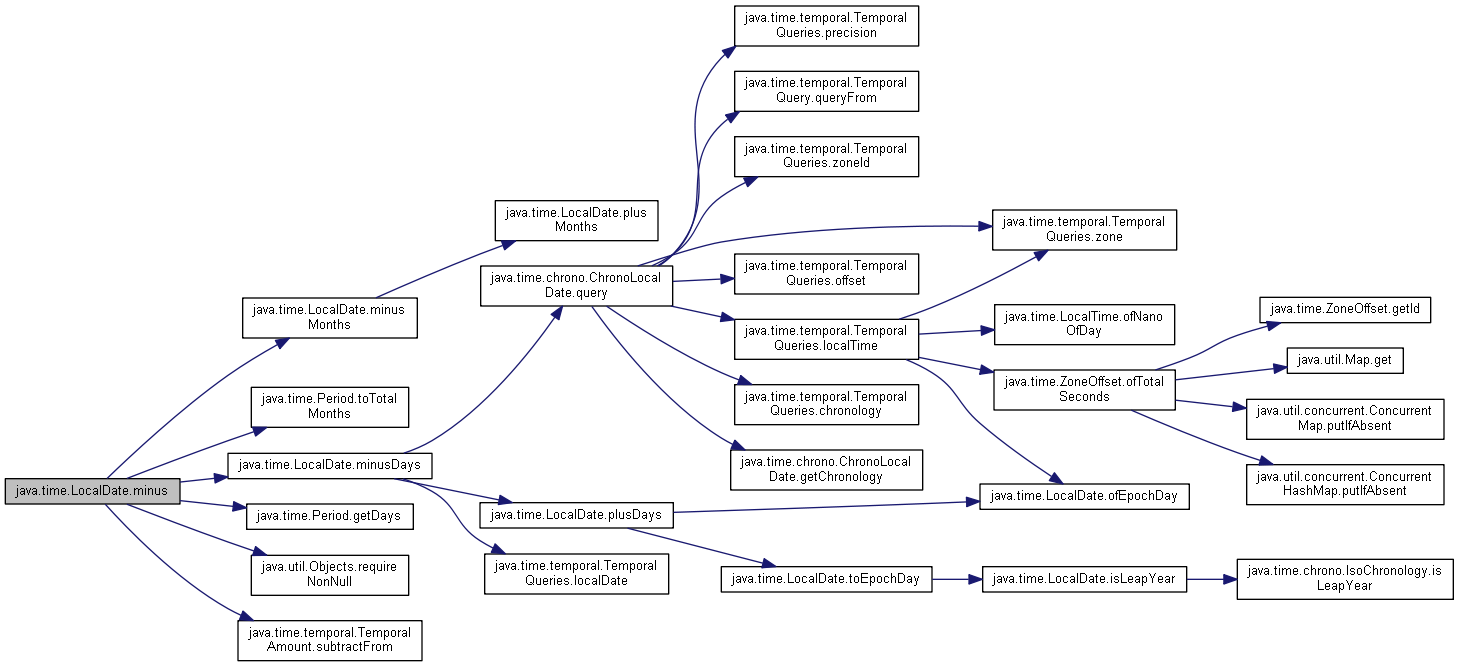 java.time.temporal.Temporal
Queries.precision
java.time.temporal.Temporal
Query.queryFrom
java.time.temporal.Temporal
Queries.zoneId
java.time.LocalDate.plus
Months
java.time.temporal.Temporal
Queries.zone
java.time.chrono.ChronoLocal
Date.query
java.time.temporal.Temporal
Queries.offset
java.time.LocalDate.minus
Months
java.time.temporal.Temporal
Queries.localTime
java.time.LocalTime.ofNano
OfDay
java.time.ZoneOffset.getId
java.util.Map.get
java.time.ZoneOffset.ofTotal
Seconds
java.time.Period.toTotal
Months
java.time.temporal.Temporal
Queries.chronology
java.util.concurrent.Concurrent
Map.putIfAbsent
java.time.LocalDate.minusDays
java.time.chrono.ChronoLocal
Date.getChronology
java.util.concurrent.Concurrent
HashMap.putIfAbsent
java.time.LocalDate.minus
java.time.LocalDate.ofEpochDay
java.time.Period.getDays
java.time.LocalDate.plusDays
java.util.Objects.require
NonNull
java.time.temporal.Temporal
Queries.localDate
java.time.LocalDate.toEpochDay
java.time.LocalDate.isLeapYear
java.time.chrono.IsoChronology.is
LeapYear
java.time.temporal.Temporal
Amount.subtractFrom